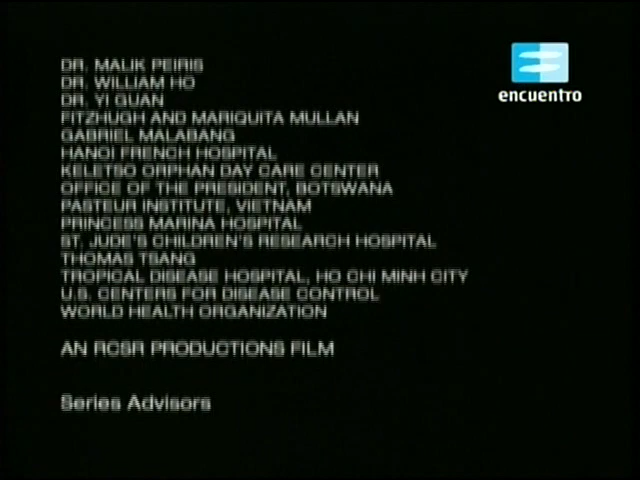 DR. MALIK PEIRIS
DR. WILLIAM HO
DR. YI GUAN
FITZHUGH AND MARIQUITA MULLAN
GABRIEL MALABANG
HANOI FRENCH HOSPITAL
KELETSO ORPHAN DAY CARE CENTER
OFFICE OF THE PRESIDENT, BOTSWANA
PASTEUR INSTITUTE, VIETNAM
PRINCESS MARINA HOSPITAL
ST. JUDE'S CHILDREN'S RESEARCH HOSPITAL
THOMAS TSANG
TROPICAL DISEASE HOSPITAL, HO CHI MINH CITY
U.S. CENTERS FOR DISEASE CONTROL
WORLD HEALTH ORGANIZATION
AN RCSR PRODUCTIONS FILM
Series Advisors
encuentro